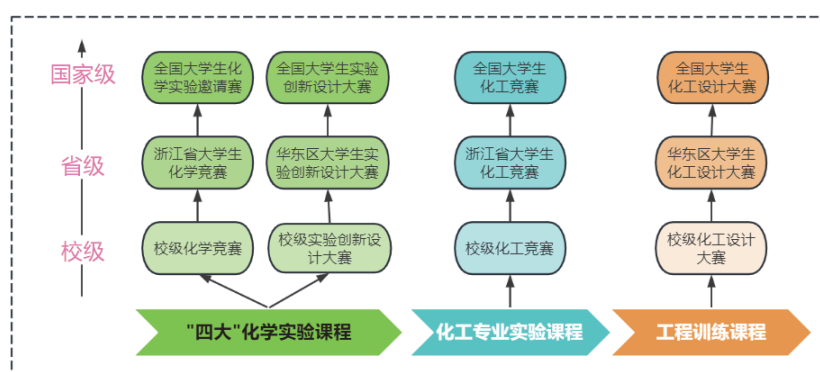 国家级
全国大学生化
学实验邀请赛
全国大学生实验
创新设计大赛
全国大学生
化工竞赛
全国大学生
化工设计大赛
省级
浙江省大学生
化学竞赛
华东区大学生实
验创新设计大赛
浙江省大学生
化工竞赛
华东区大学生
化工设计大赛
校级
校级化学竞赛
校级实验创新设
计大赛
校级化工竞赛
校级化工设计
大赛
"四大"化学实验课程
化工专业实验课程
工程训练课程